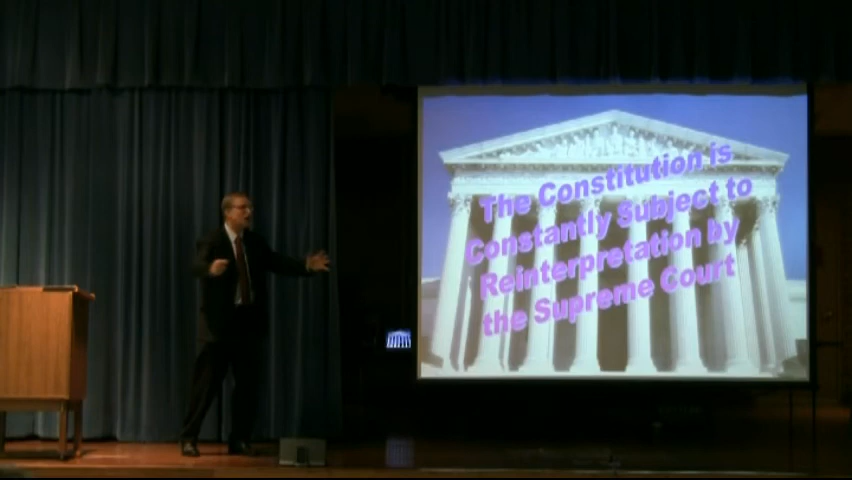 The Constitution is
Constantly Subject to
Reinterpretation by
the Supreme Court